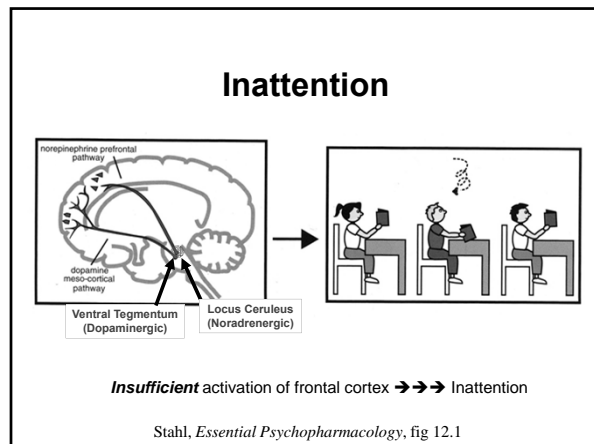 Inattention
norepinephrine prefrontal
pathway
dopamine
meso-cortical
pathway
Ventral Tegmentum
(Dopaminergic)
Locus Ceruleus
(Noradrenergic)
Insufficient activation of frontal cortex ➔➔➔ Inattention
Stahl, Essential Psychopharmacology, fig 12.1